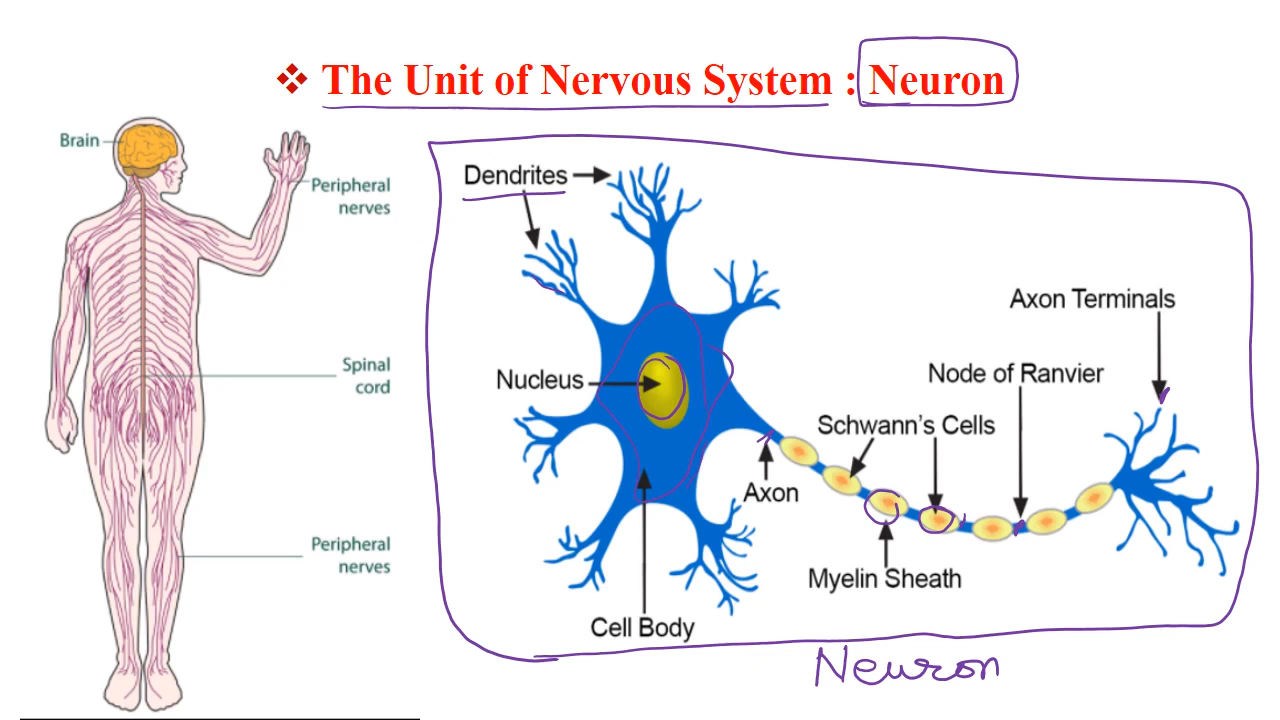 ❖ The Unit of Nervous System : Neuron
Brain
Peripheral
nerves
Spinal
cord
Peripheral
nerves
Dendrites
Nucleus
Cell Body
Axon
Myelin Sheath
Schwann's Cells
Node of Ranvier
Axon Terminals
Neuron